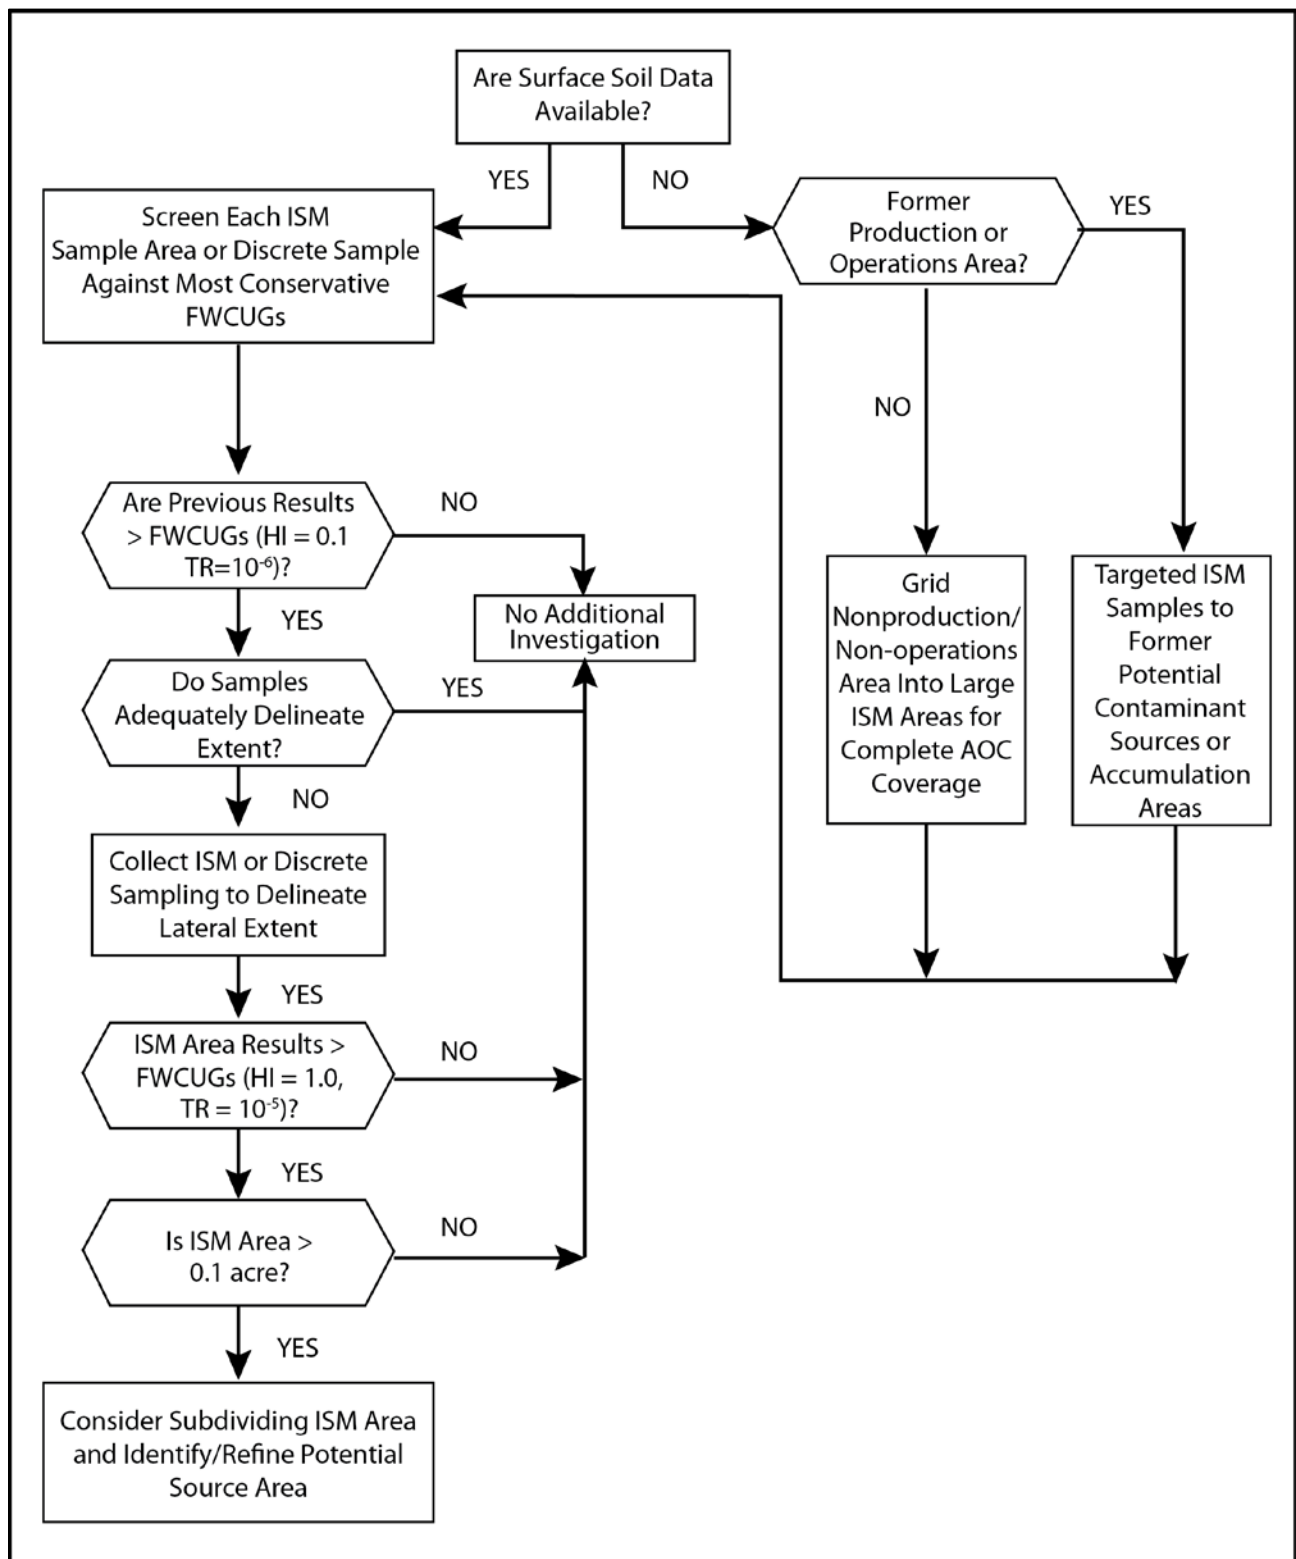 Are Surface Soil Data
Available?
YES
NO
Screen Each ISM
Sample Area or Discrete Sample
Against Most Conservative
FWCUGs
Former
Production or
Operations Area?
YES
NO
Are Previous Results
> FWCUGs (HI = 0.1
TR=10⁻⁶)?
NO
YES
No Additional
Investigation
Grid
Nonproduction/
Non-operations
Area Into Large
ISM Areas for
Complete AOC
Coverage
Targeted ISM
Samples to
Former
Potential
Contaminant
Sources or
Accumulation
Areas
Do Samples
Adequately Delineate
Extent?
YES
NO
Collect ISM or Discrete
Sampling to Delineate
Lateral Extent
YES
ISM Area Results >
FWCUGs (HI = 1.0,
TR = 10⁻⁵)?
NO
YES
Is ISM Area >
0.1 acre?
NO
YES
Consider Subdividing ISM Area
and Identify/Refine Potential
Source Area